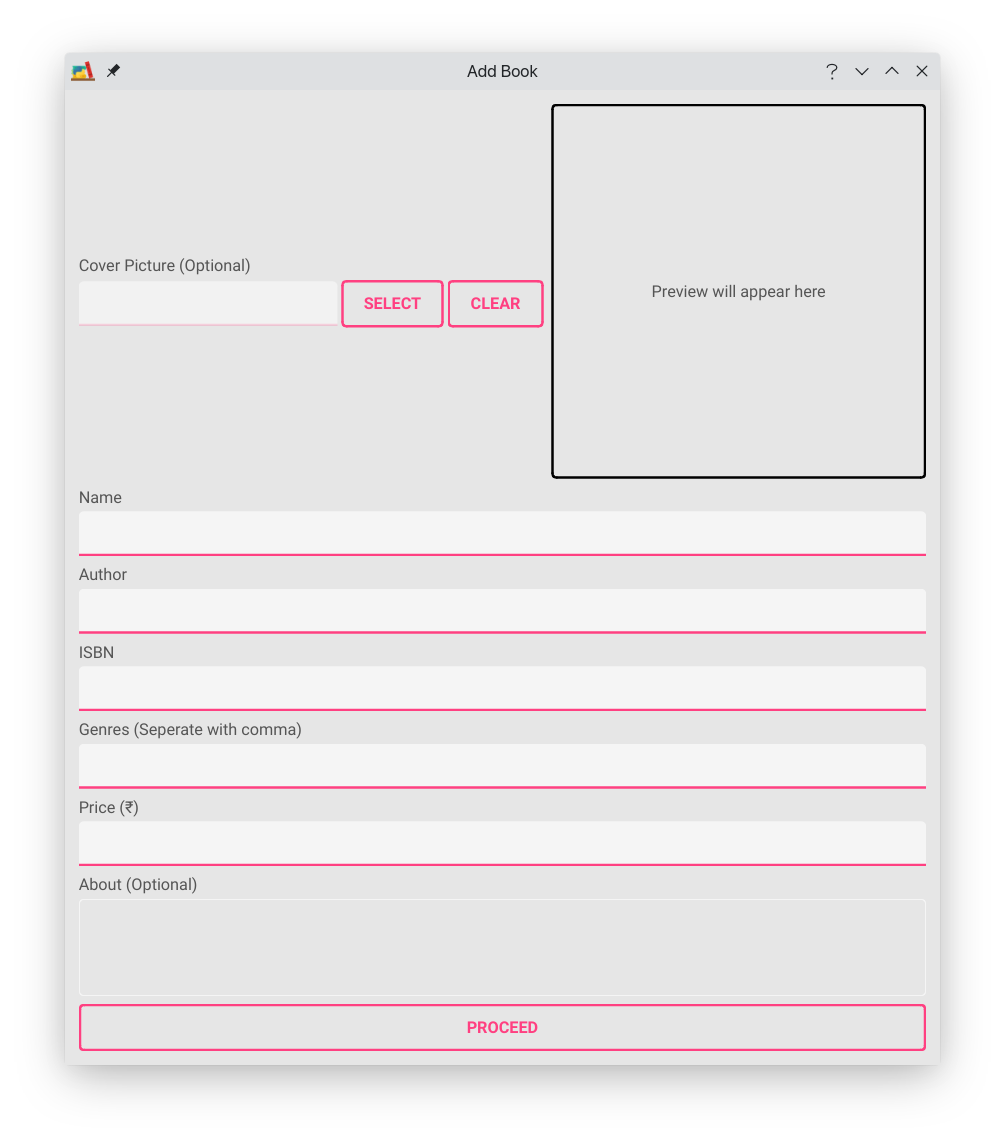 Add Book
Cover Picture (Optional)
SELECT
CLEAR
Preview will appear here
Name
Author
ISBN
Genres (Seperate with comma)
Price (₹)
About (Optional)
PROCEED